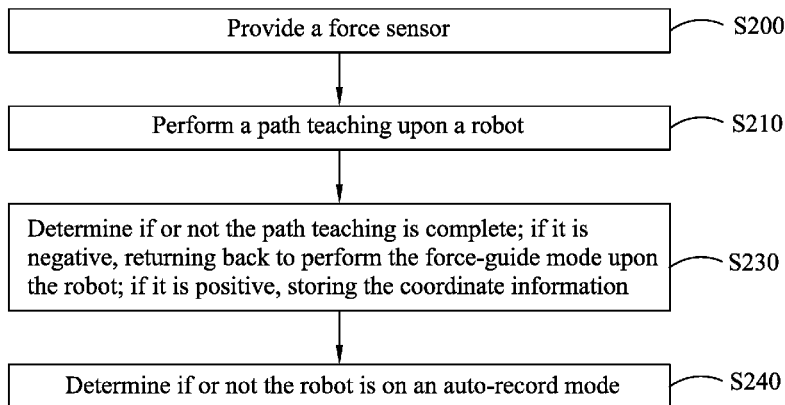 Provide a force sensor
S200
Perform a path teaching upon a robot
S210
Determine if or not the path teaching is complete; if it is
negative, returning back to perform the force-guide mode upon
the robot; if it is positive, storing the coordinate information
S230
Determine if or not the robot is on an auto-record mode
S240